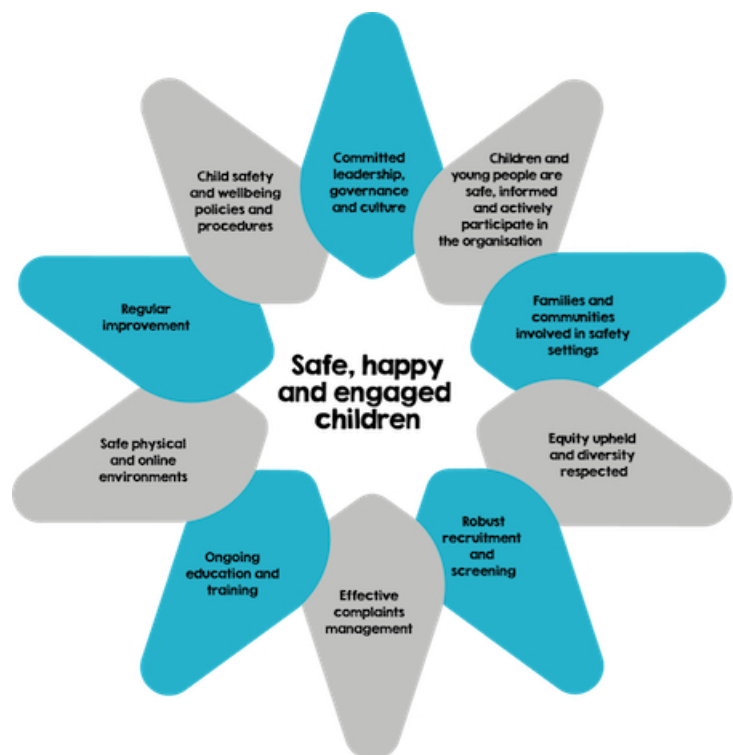 Committed
leadership,
governance
and culture
Children and
young people are
safe, informed
and actively
participate in
the organisation
Families and
communities
involved in safety
settings
Equity upheld
and diversity
respected
Robust
recruitment
and
screening
Effective
complaints
management
Ongoing
education and
training
Safe physical
and online
environments
Regular
improvement
Child safety
and wellbeing
policies and
procedures
Safe, happy
and engaged
children